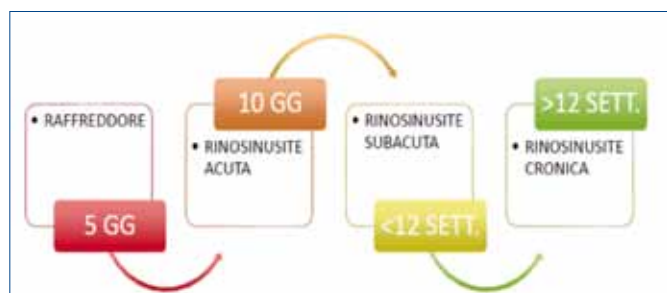 • RAFFREDDORE
5 GG
10 GG
• RINOSINUSITE
ACUTA
• RINOSINUSITE
SUBACUTA
<12 SETT.
>12 SETT.
• RINOSINUSITE
CRONICA